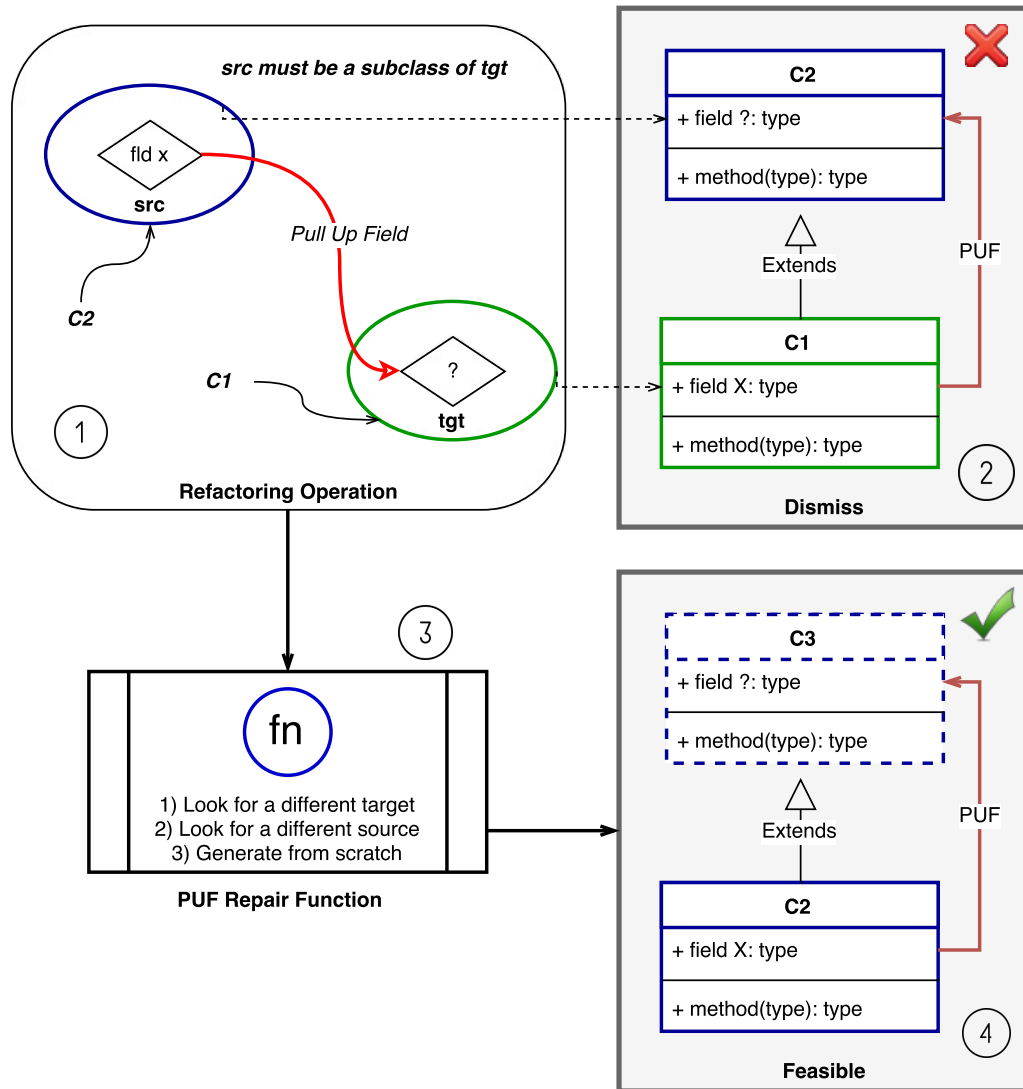 src must be a subclass of tgt
fld x
src
Pull Up Field
C2
C1
?
tgt
1
Refactoring Operation
C2
+ field ?: type
+ method(type): type
Extends
PUF
C1
+ field X: type
+ method(type): type
2
Dismiss
3
fn
1) Look for a different target
2) Look for a different source
3) Generate from scratch
PUF Repair Function
C3
+ field ?: type
+ method(type): type
Extends
PUF
C2
+ field X: type
+ method(type): type
4
Feasible